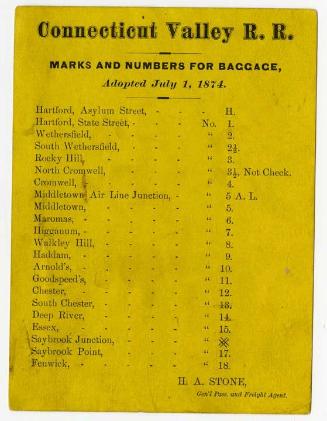 Connecticut Valley R. R.
MARKS AND NUMBERS FOR BAGGAGE,
Adopted July 1, 1874.
Hartford, Asylum Street, - - - H.
Hartford, State Street, - - - - No. 1.
Wethersfield, - - - - " 2.
South Wethersfield, - - - " 2½.
Rocky Hill, - - - - " 3.
North Cromwell, - - - - " 3½, Not Check.
Cromwell, - - - - " 4.
Middletown, Air Line Junction, - - " 5 A. L.
Middletown, - - - - " 5.
Maromas, - - - - " 6.
Higganum, - - - - " 7.
Walkley Hill, - - - - " 8.
Haddam, - - - - " 9.
Arnold's, - - - - " 10.
Goodspeed's, - - - - " 11.
Chester, - - - - " 12.
South Chester, - - - - " 13.
Deep River, - - - - " 14.
Essex, - - - - " 15.
Saybrook Junction, - - - "
Saybrook Point, - - - - " 17.
Fenwick, - - - - " 18.
H. A. STONE,
Gen'l Pass. and Freight Agent.